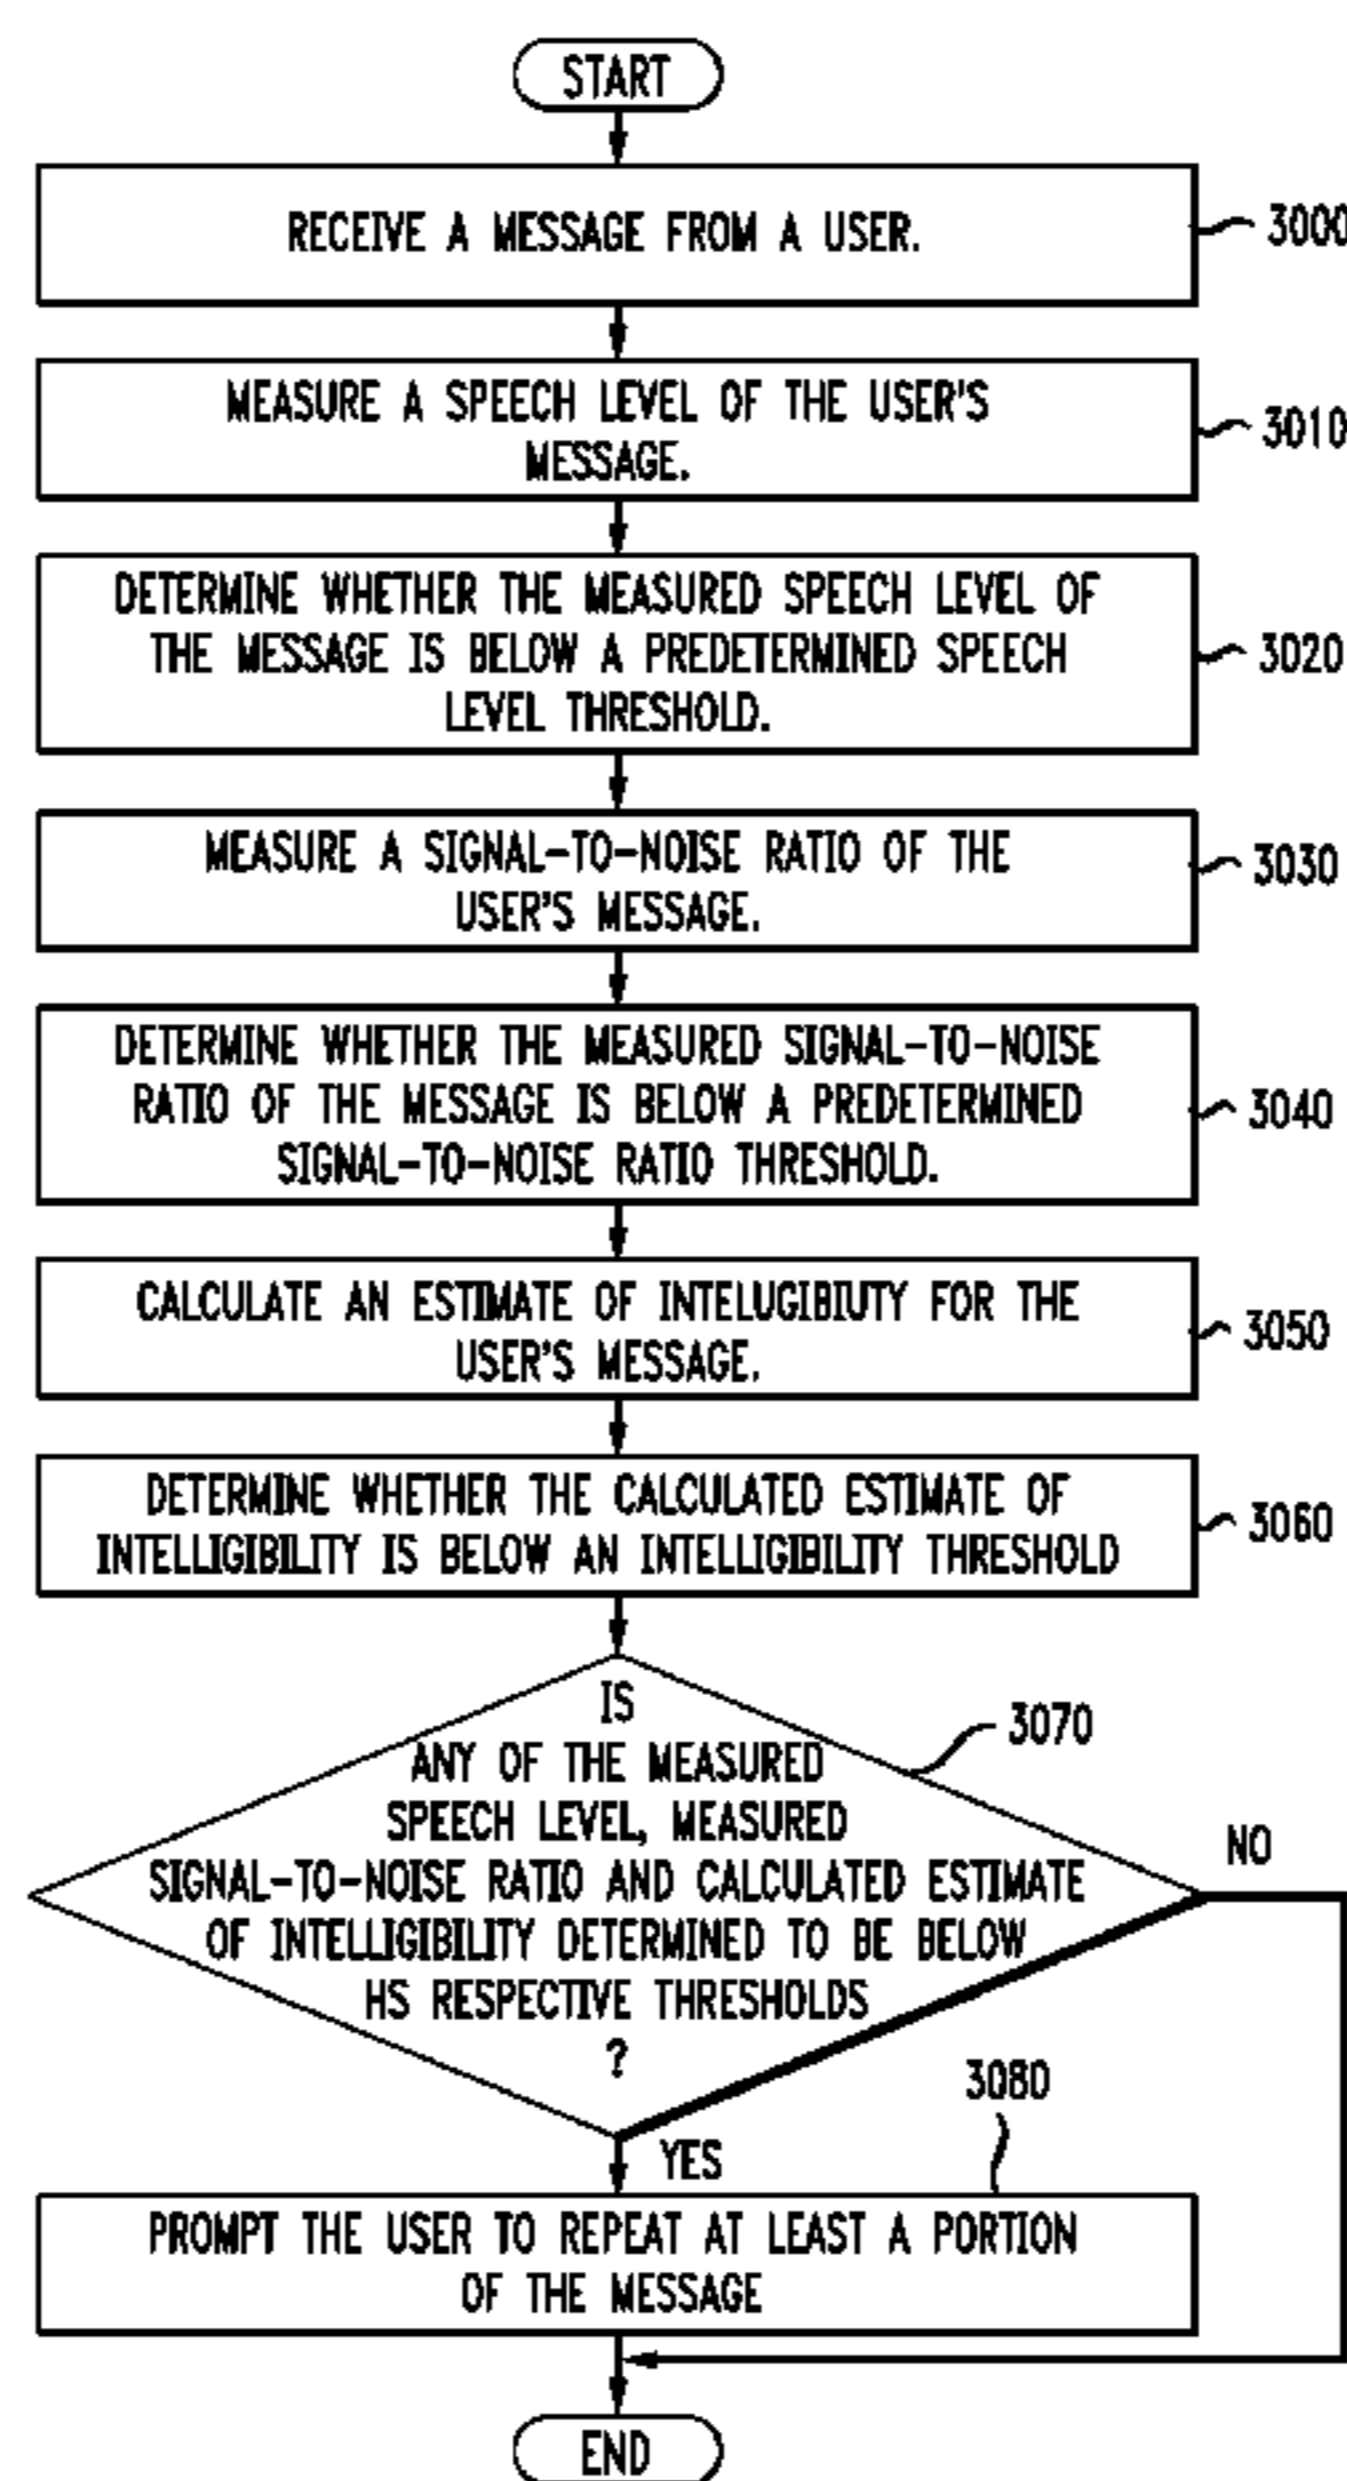 START
RECEIVE A MESSAGE FROM A USER.
3000
MEASURE A SPEECH LEVEL OF THE USER'S
MESSAGE.
3010
DETERMINE WHETHER THE MEASURED SPEECH LEVEL OF
THE MESSAGE IS BELOW A PREDETERMINED SPEECH
LEVEL THRESHOLD.
3020
MEASURE A SIGNAL-TO-NOISE RATIO OF THE
USER'S MESSAGE.
3030
DETERMINE WHETHER THE MEASURED SIGNAL-TO-NOISE
RATIO OF THE MESSAGE IS BELOW A PREDETERMINED
SIGNAL-TO-NOISE RATIO THRESHOLD.
3040
CALCULATE AN ESTIMATE OF INTELUGIBIUTY FOR THE
USER'S MESSAGE.
3050
DETERMINE WHETHER THE CALCULATED ESTIMATE OF
INTELLIGIBILITY IS BELOW AN INTELLIGIBILITY THRESHOLD
3060
IS
ANY OF THE MEASURED
SPEECH LEVEL, MEASURED
SIGNAL-TO-NOISE RATIO AND CALCULATED ESTIMATE
OF INTELLIGIBILITY DETERMINED TO BE BELOW
HS RESPECTIVE THRESHOLDS
?
3070
NO
YES
3080
PROMPT THE USER TO REPEAT AT LEAST A PORTION
OF THE MESSAGE
END